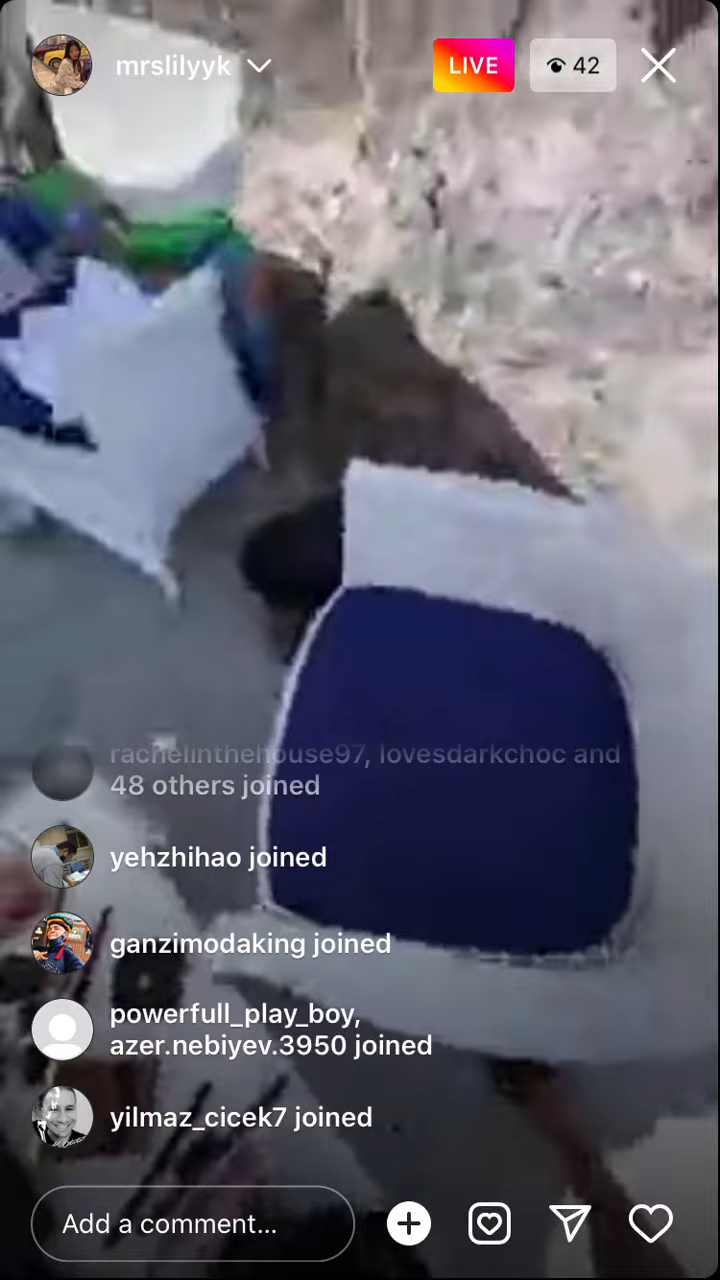 mrslilyyk
LIVE
42
rachelinthehouse97, lovesdarkchoc and
48 others joined
yehzhihao joined
ganzimodaking joined
powerfull_play_boy,
azer.nebiyev.3950 joined
yilmaz_cicek7 joined
Add a comment...